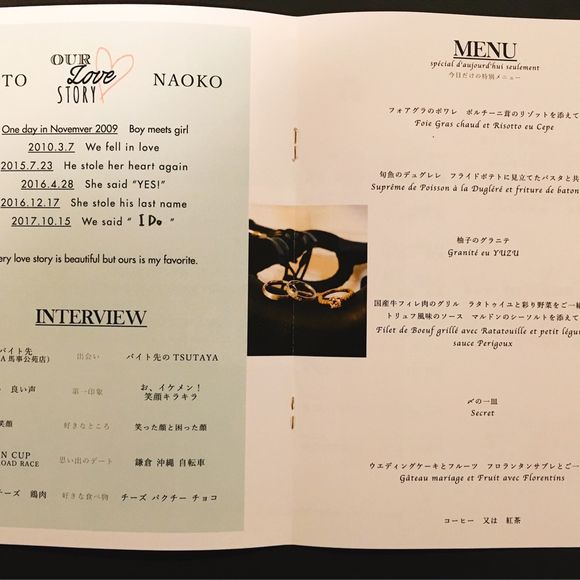 OUR
Love
STORY
TO NAOKO
One day in Novemver 2009 Boy meets girl
2010.3.7 We fell in love
2015.7.23 He stole her heart again
2016.4.28 She said “YES!”
2016.12.17 She stole his last name
2017.10.15 We said “ I Do ”
ery love story is beautiful but ours is my favorite.
INTERVIEW
バイト先 出会い バイト先の TSUTAYA
A 馬事公苑店)
良い声 第一印象 お、イケメン!
笑顔キラキラ
笑顔 好きなところ 笑った顔と困った顔
N CUP 思い出のデート 鎌倉 沖縄 自転車
OAD RACE
チーズ 鶏肉 好きな食べ物 チーズ パクチー チョコ
MENU
spécial d'aujourd'hui seulement
今日だけの特別メニュー
フォアグラのポワレ ポルチーニ茸のリゾットを添えて
Foie Gras chaud et Risotto eu Cepe
旬魚のデュグレレ フライドポテトに見立てたパスタと共
Suprême de Poisson à la Dugléré et friture de baton
柚子のグラニテ
Granité eu YUZU
国産牛フィレ肉のグリル ラタトゥイユと彩り野菜をご一緒
トリュフ風味のソース マルドンのシーソルトを添えて
Filet de Boeuf grillé avec Ratatouille et petit légu
sauce Perigoux
〆の一皿
Secret
ウエディングケーキとフルーツ フロランタンサブレとご一
Gâteau mariage et Fruit avec Florentins
コーヒー 又は 紅茶